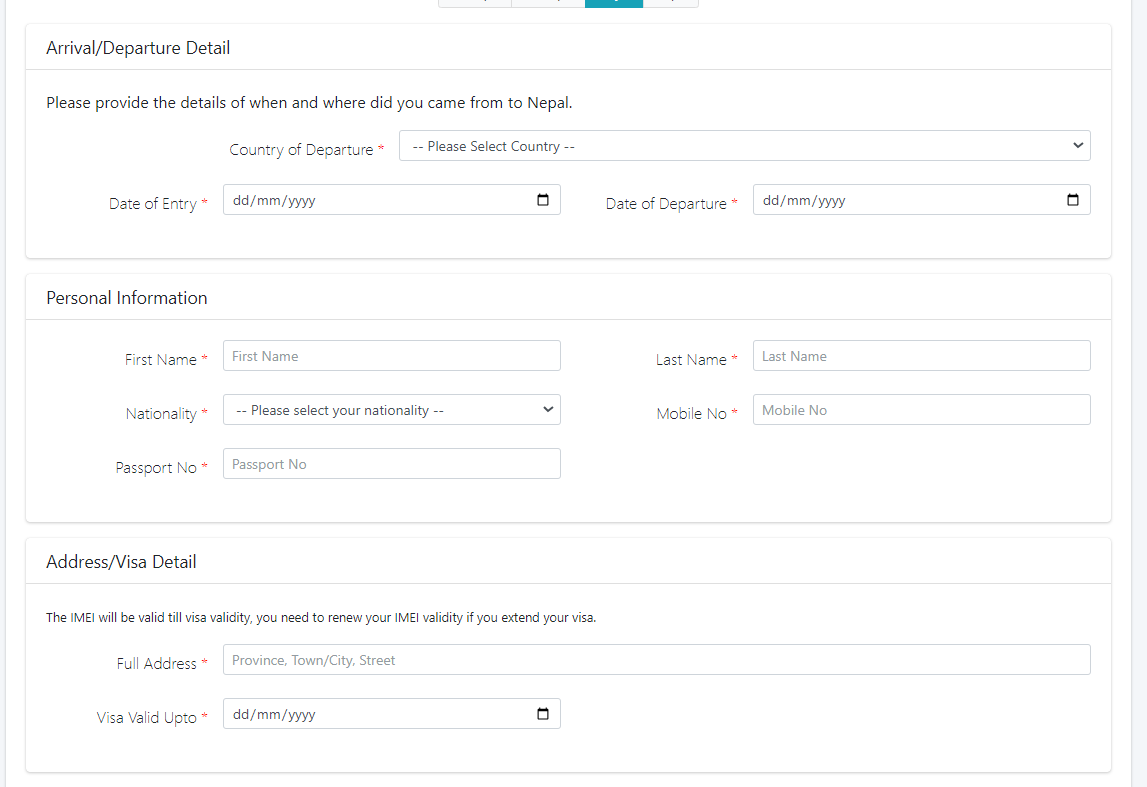 Arrival/Departure Detail
Please provide the details of when and where did you came from to Nepal.
Country of Departure * -- Please Select Country --
Date of Entry * dd/mm/yyyy Date of Departure * dd/mm/yyyy
Personal Information
First Name * First Name Last Name * Last Name
Nationality * -- Please select your nationality -- Mobile No * Mobile No
Passport No * Passport No
Address/Visa Detail
The IMEI will be valid till visa validity, you need to renew your IMEI validity if you extend your visa.
Full Address * Province, Town/City, Street
Visa Valid Upto * dd/mm/yyyy